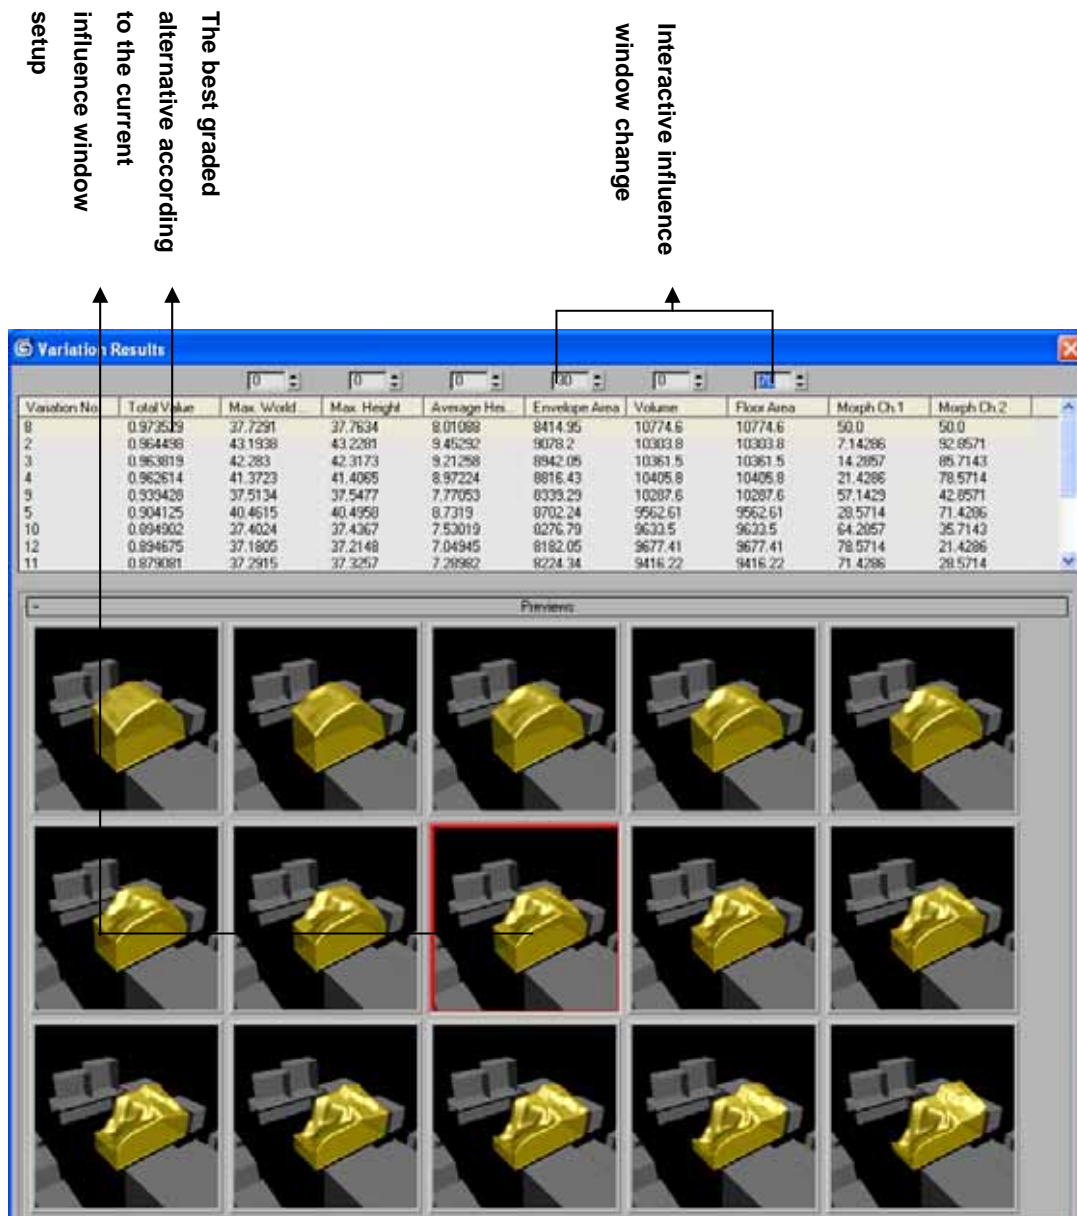 The best graded
alternative according
to the current
influence window
setup
Interactive influence
window change
Variation Results
0 0 0 30 0 70
Variation No. Total Value Max. World ... Max. Height Average Hei... Envelope Area Volume Floor Area Morph Ch.1 Morph Ch.2
8 0.973529 37.7291 37.7634 8.01088 8414.95 10774.6 10774.6 50.0 50.0
2 0.964498 43.1938 43.2281 9.45292 9078.2 10303.8 10303.8 7.14286 92.8571
3 0.963819 42.283 42.3173 9.21258 8942.05 10361.5 10361.5 14.2857 85.7143
4 0.962614 41.3723 41.4065 8.97224 8816.43 10405.8 10405.8 21.4286 78.5714
9 0.939428 37.5134 37.5477 7.77053 8339.29 10287.6 10287.6 57.1429 42.8571
5 0.904125 40.4615 40.4958 8.7319 8702.24 9562.61 9562.61 28.5714 71.4286
10 0.894902 37.4024 37.4367 7.53019 8276.79 9633.5 9633.5 64.2857 35.7143
12 0.894675 37.1805 37.2148 7.04945 8182.05 9677.41 9677.41 78.5714 21.4286
11 0.879081 37.2915 37.3257 7.28982 8224.34 9416.22 9416.22 71.4286 28.5714
- Previews